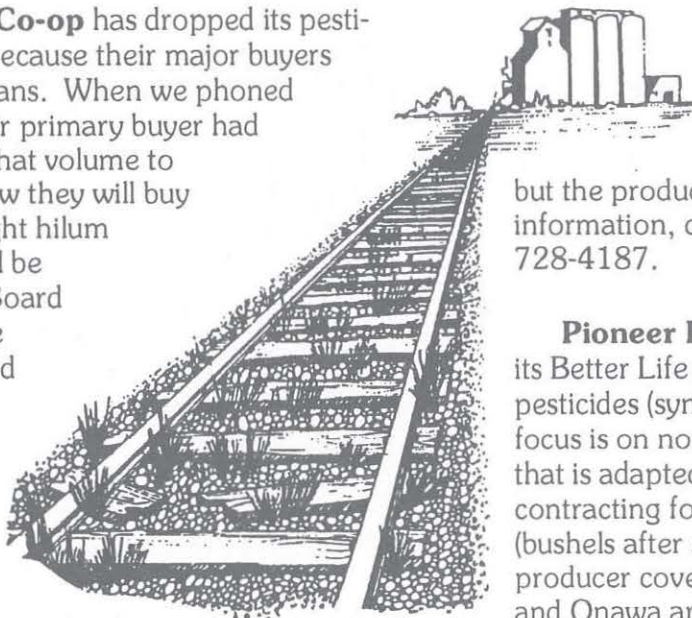 Co-op has dropped its pesti-
ecause their major buyers
ans. When we phoned
r primary buyer had
hat volume to
w they will buy
ht hilum
d be
Board
e
d
but the produc
information, c
728-4187.
Pioneer
its Better Life
pesticides (syn
focus is on no
that is adapted
contracting fo
(bushels after
producer cove
and Onawa ar